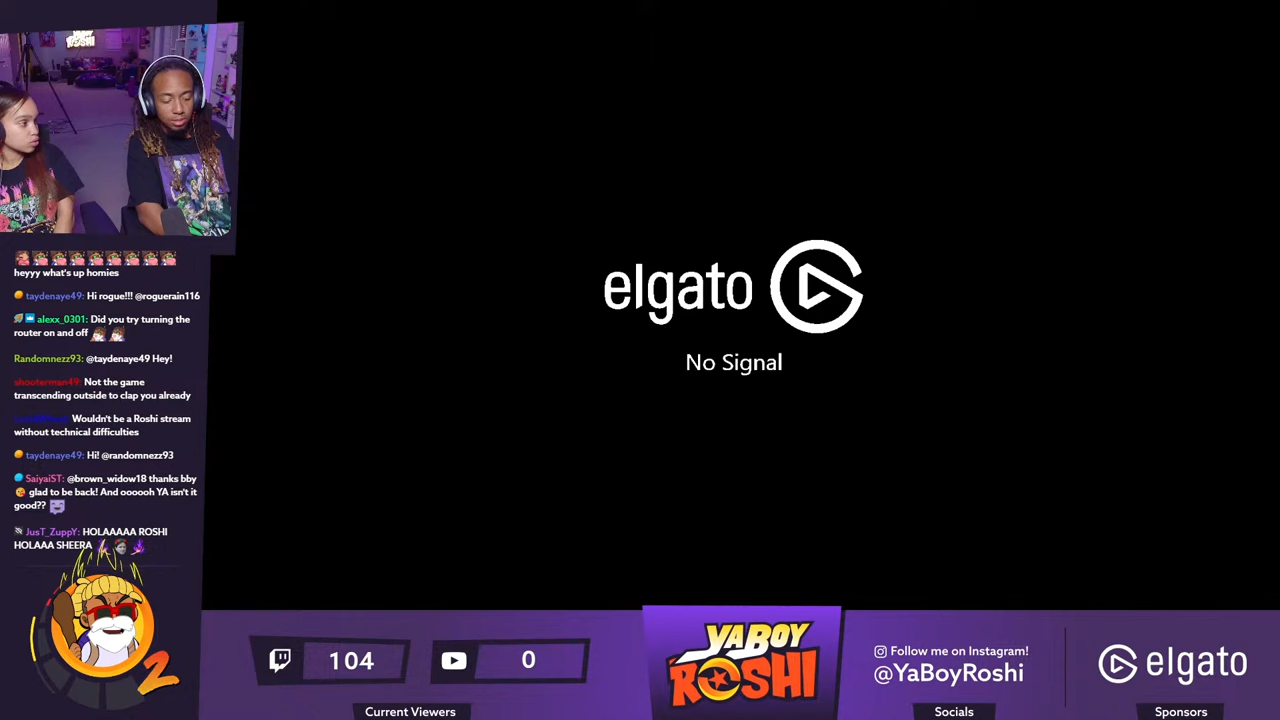 YABOY
ROSHI
heyyy what's up homies
taydenaye49: Hi rogue!!! @roguerain116
alexx_0301: Did you try turning the
router on and off
Randomnezz93: @taydenaye49 Hey!
shooterman49: Not the game
transcending outside to clap you already
Wouldn't be a Roshi stream
without technical difficulties
taydenaye49: Hi! @randomnezz93
SaiyaiST: @brown_widow18 thanks bby
glad to be back! And oooooh YA isn't it
good??
JusT_ZuppY: HOLAAAAA ROSHI
HOLAAA SHEERA
2
elgato
No Signal
104
0
Current Viewers
YABOY
ROSHI
Follow me on Instagram!
@YaBoyRoshi
Socials
elgato
Sponsors